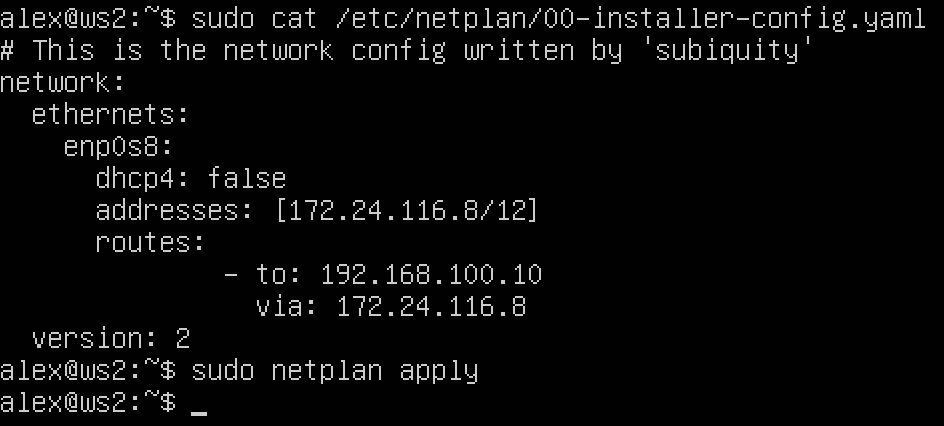 alex@ws2:~$ sudo cat /etc/netplan/00-installer-config.yaml
# This is the network config written by 'subiquity'
network:
  ethernets:
    enp0s8:
      dhcp4: false
      addresses: [172.24.116.8/12]
      routes:
              - to: 192.168.100.10
                via: 172.24.116.8
  version: 2
alex@ws2:~$ sudo netplan apply
alex@ws2:~$ _